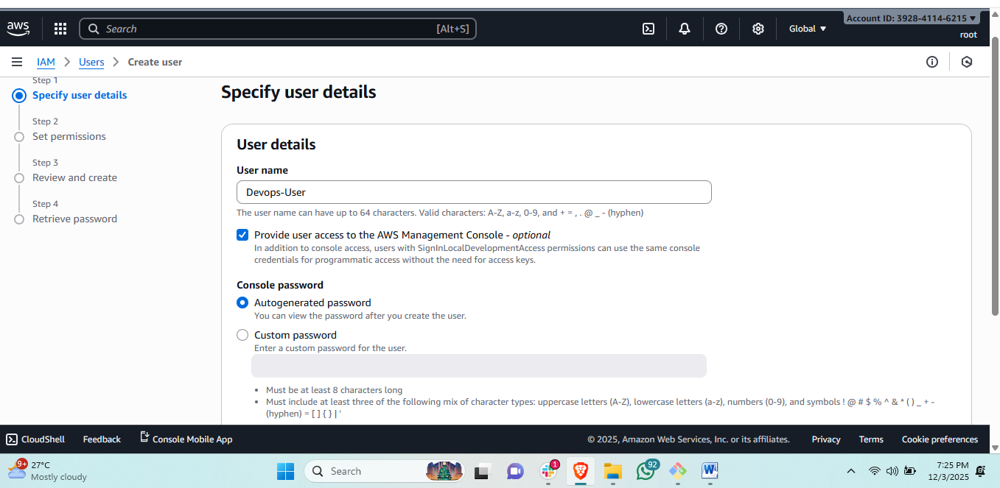 aws
Search
[Alt+S]
Global
Account ID: 3928-4114-6215
root
IAM
Users
Create user
Step 1
Specify user details
Step 2
Set permissions
Step 3
Review and create
Step 4
Retrieve password
Specify user details
User details
User name
Devops-User
The user name can have up to 64 characters. Valid characters: A-Z, a-z, 0-9, and + = , . @ _ - (hyphen)
Provide user access to the AWS Management Console - optional
In addition to console access, users with SignInLocalDevelopmentAccess permissions can use the same console
credentials for programmatic access without the need for access keys.
Console password
Autogenerated password
You can view the password after you create the user.
Custom password
Enter a custom password for the user.
• Must be at least 8 characters long
• Must include at least three of the following mix of character types: uppercase letters (A-Z), lowercase letters (a-z), numbers (0-9), and symbols ! @ # $ % ^ & * ( ) _ + -
(hyphen) = [ ] { } | '
CloudShell
Feedback
Console Mobile App
© 2025, Amazon Web Services, Inc. or its affiliates.
Privacy
Terms
Cookie preferences
9+
27°C
Mostly cloudy
Search
1
92
W
7:25 PM
12/3/2025